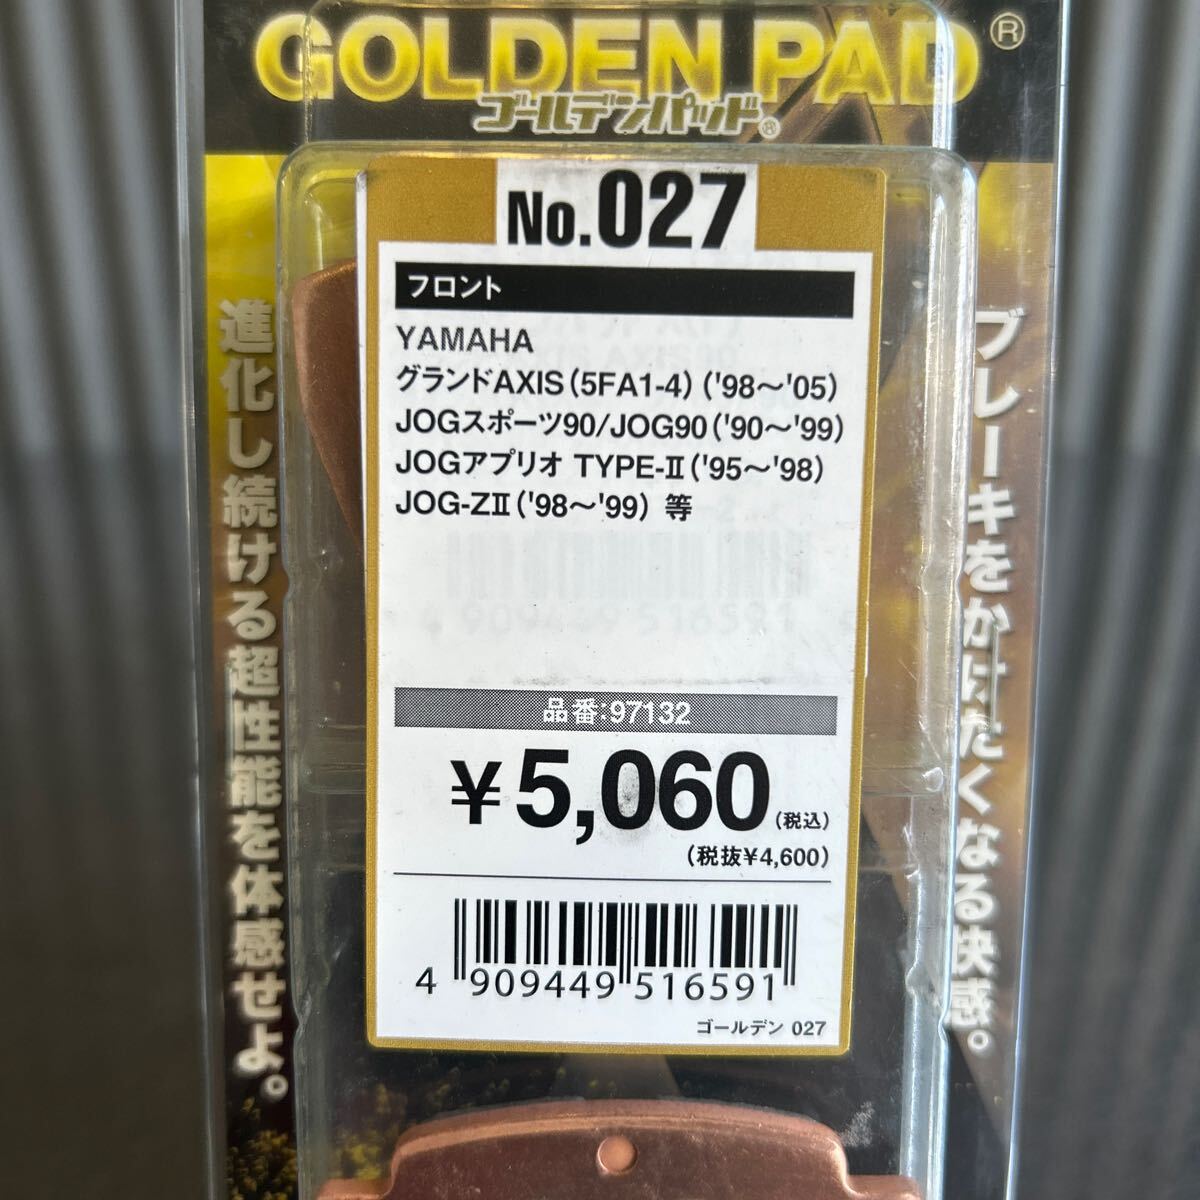 GOLDEN PAD®
ゴールデンパッド®
No.027
フロント
YAMAHA
グランドAXIS(5FA1-4)('98〜'05)
JOGスポーツ90/JOG90('90〜'99)
JOGアプリオ TYPE-Ⅱ('95〜'98)
JOG-ZⅡ('98〜'99) 等
品番:97132
¥5,060(税込)
(税抜¥4,600)
4 909449 516591
ゴールデン 027
ブレーキをかけたくなる快感。
進化し続ける超性能を体感せよ。